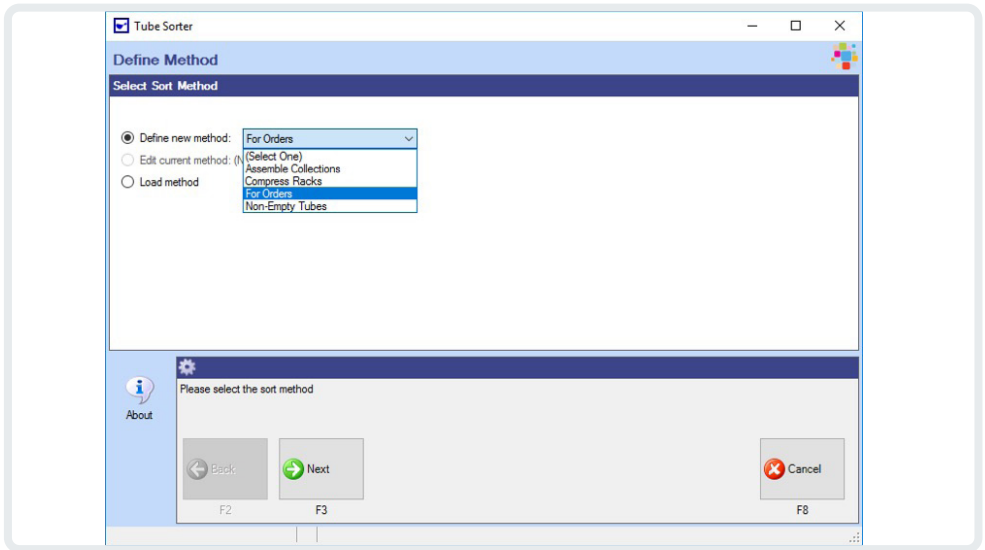 Tube Sorter
Define Method
Select Sort Method
Define new method: For Orders
(Select One)
Edit current method: (N
Assemble Collections
Load method
Compress Racks
For Orders
Non-Empty Tubes
Please select the sort method
About
Back
Next
Cancel
F2
F3
F8